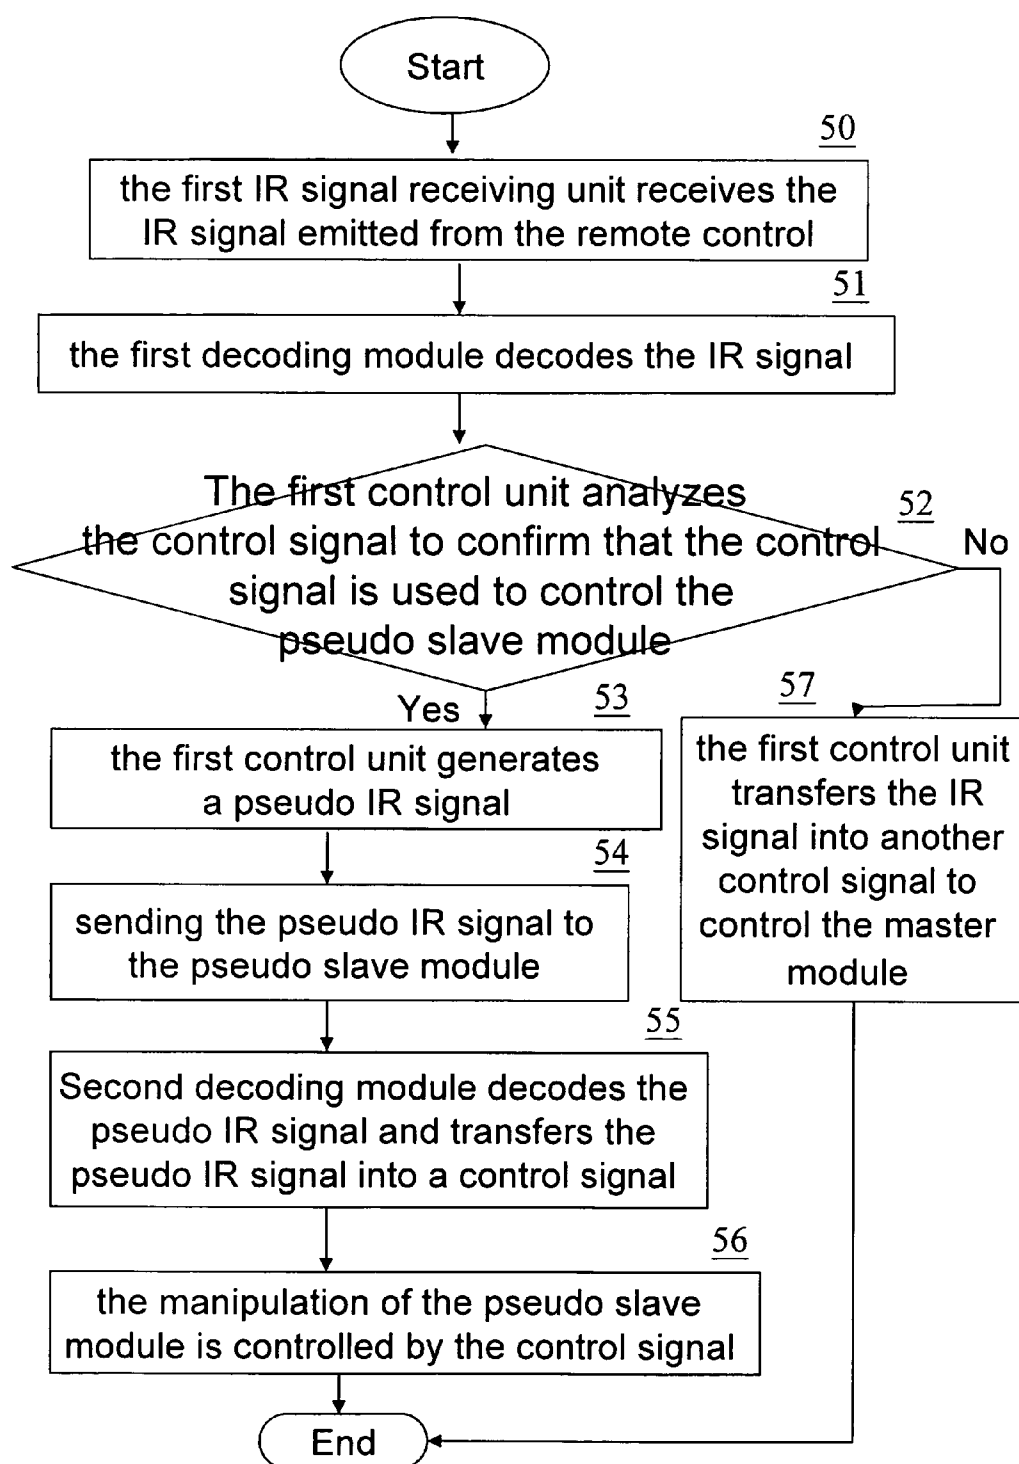 Start
50
the first IR signal receiving unit receives the
IR signal emitted from the remote control
51
the first decoding module decodes the IR signal
The first control unit analyzes
the control signal to confirm that the control
signal is used to control the
pseudo slave module
52
No
Yes
53
the first control unit generates
a pseudo IR signal
57
the first control unit
transfers the IR
signal into another
control signal to
control the master
module
54
sending the pseudo IR signal to
the pseudo slave module
55
Second decoding module decodes the
pseudo IR signal and transfers the
pseudo IR signal into a control signal
56
the manipulation of the pseudo slave
module is controlled by the control signal
End